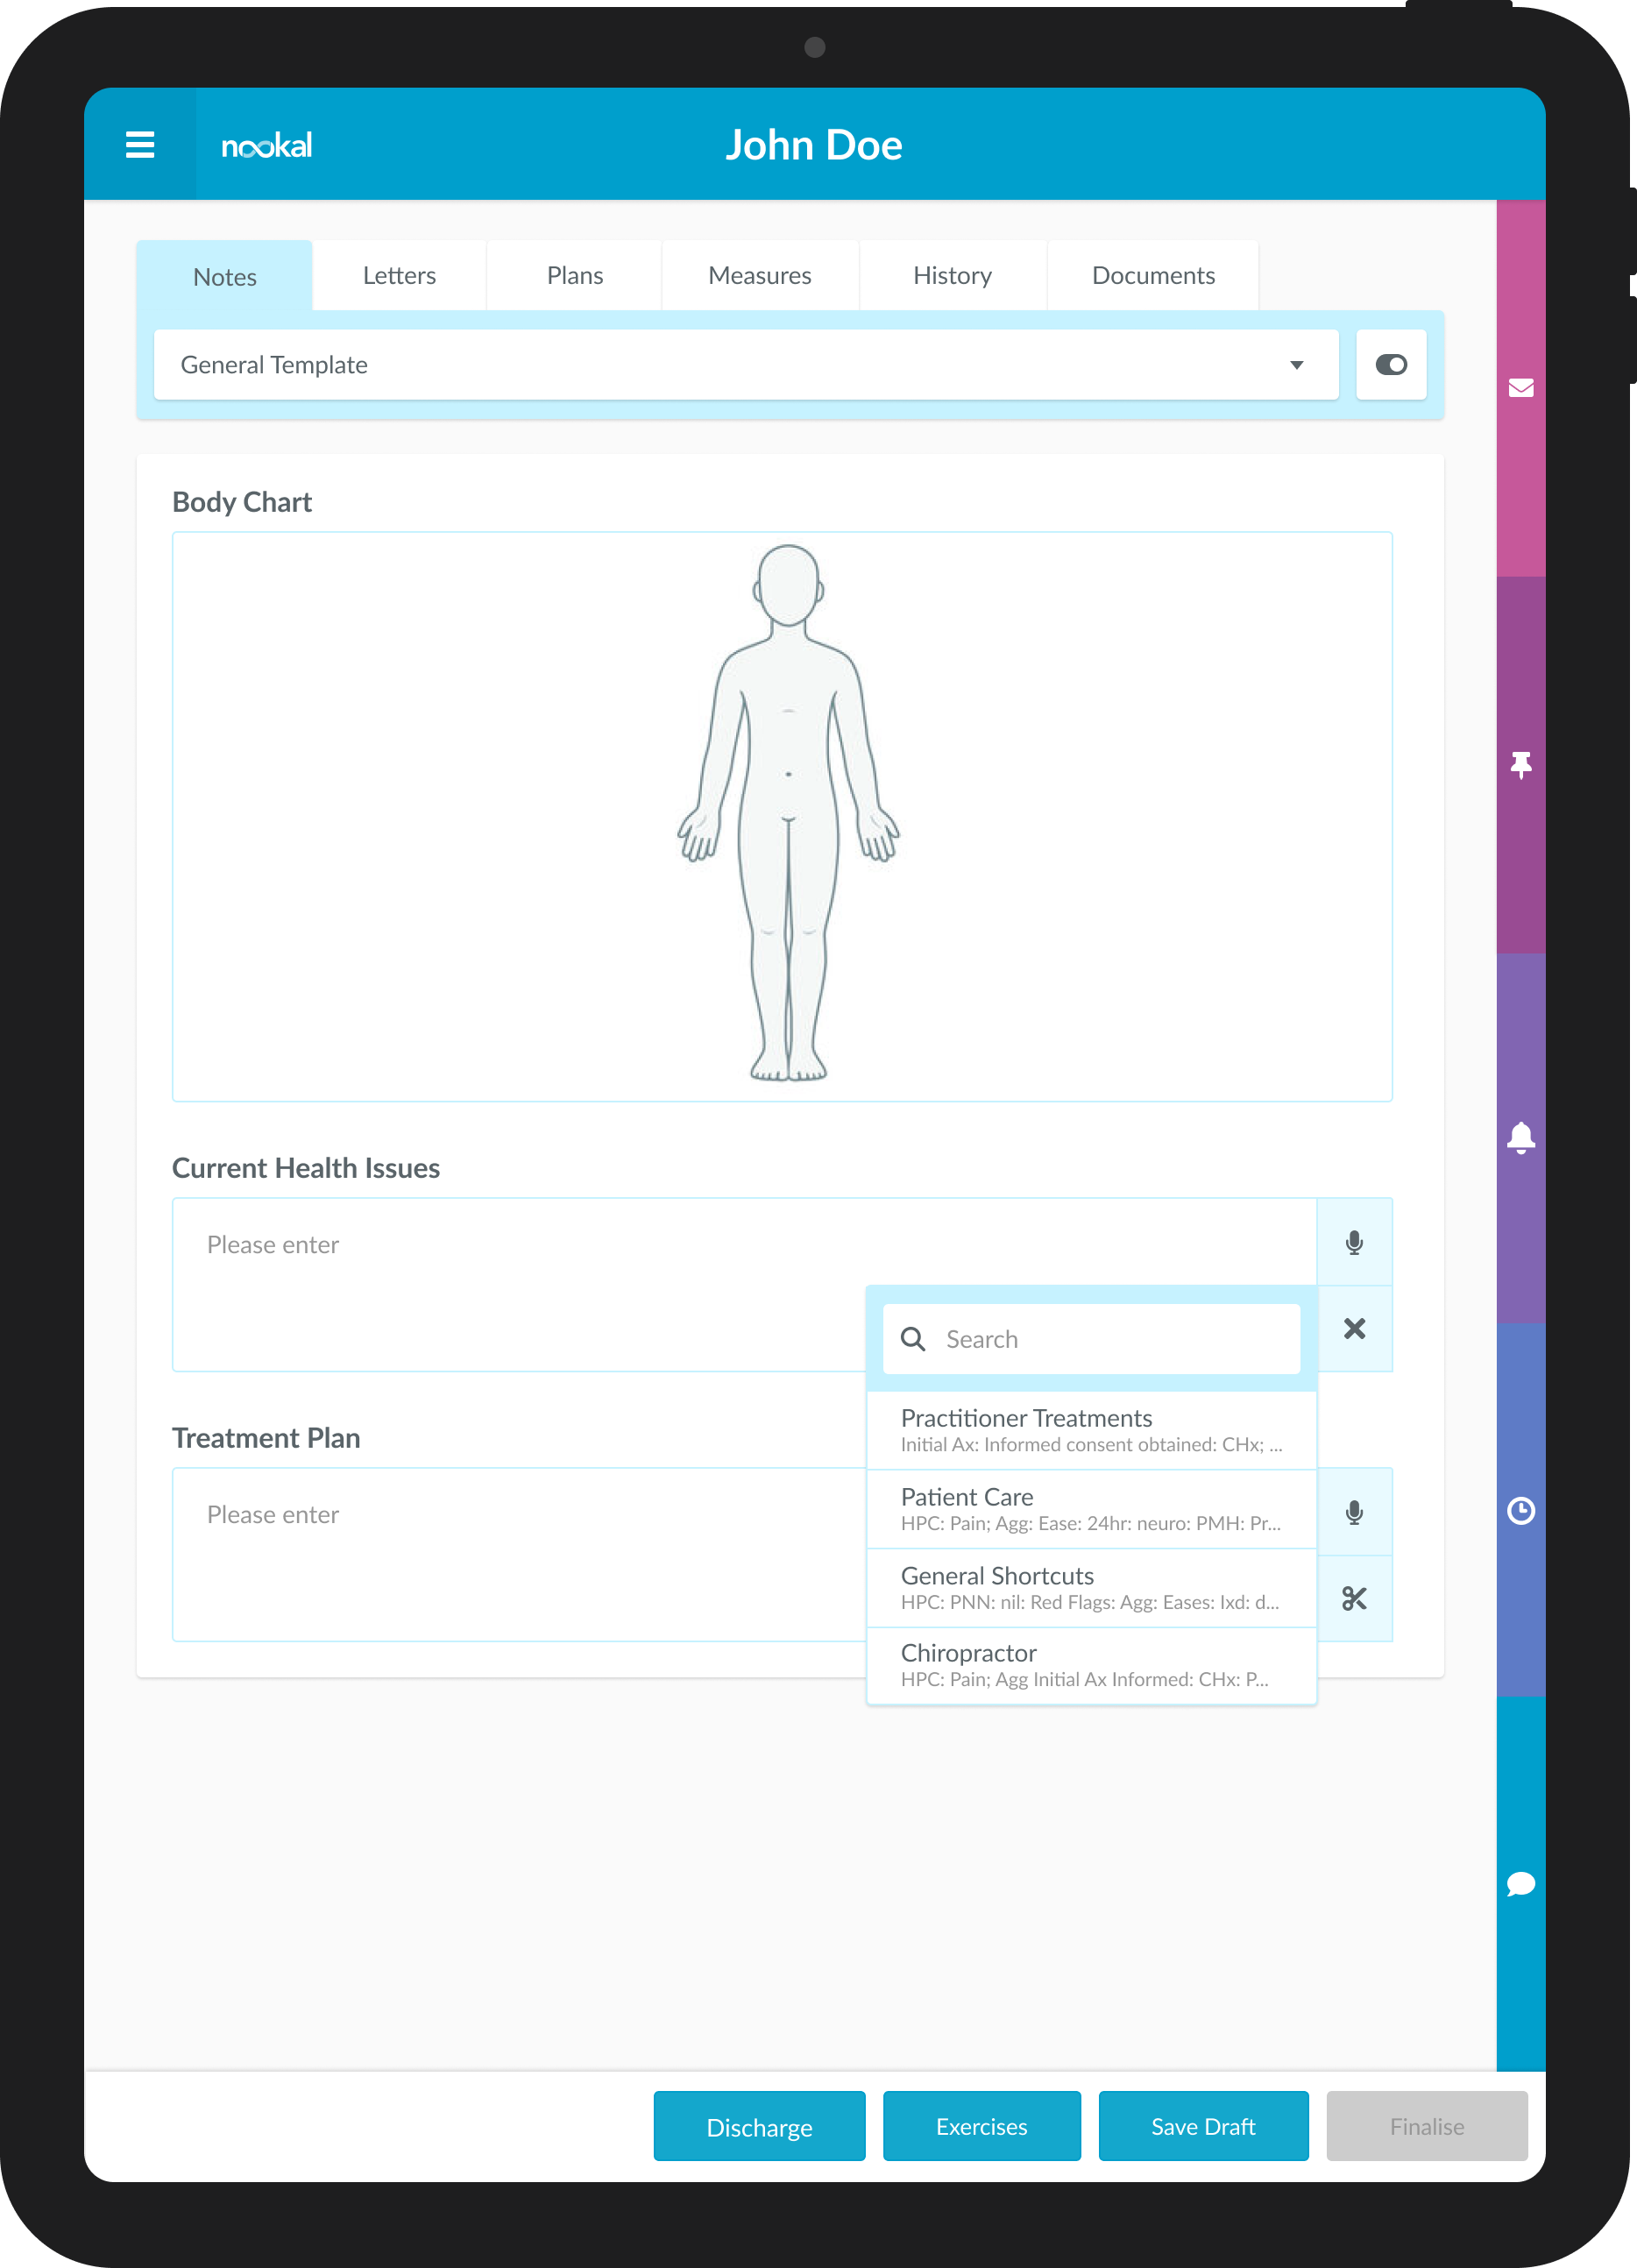 nookal
John Doe
Notes
Letters
Plans
Measures
History
Documents
General Template
Body Chart
Current Health Issues
Please enter
Search
Practitioner Treatments
Initial Ax: Informed consent obtained: CHx; ...
Patient Care
HPC: Pain; Agg: Ease: 24hr: neuro: PMH: Pr...
General Shortcuts
HPC: PNN: nil: Red Flags: Agg: Eases: Ixd: d...
Chiropractor
HPC: Pain; Agg Initial Ax Informed: CHx: P...
Treatment Plan
Please enter
Discharge
Exercises
Save Draft
Finalise